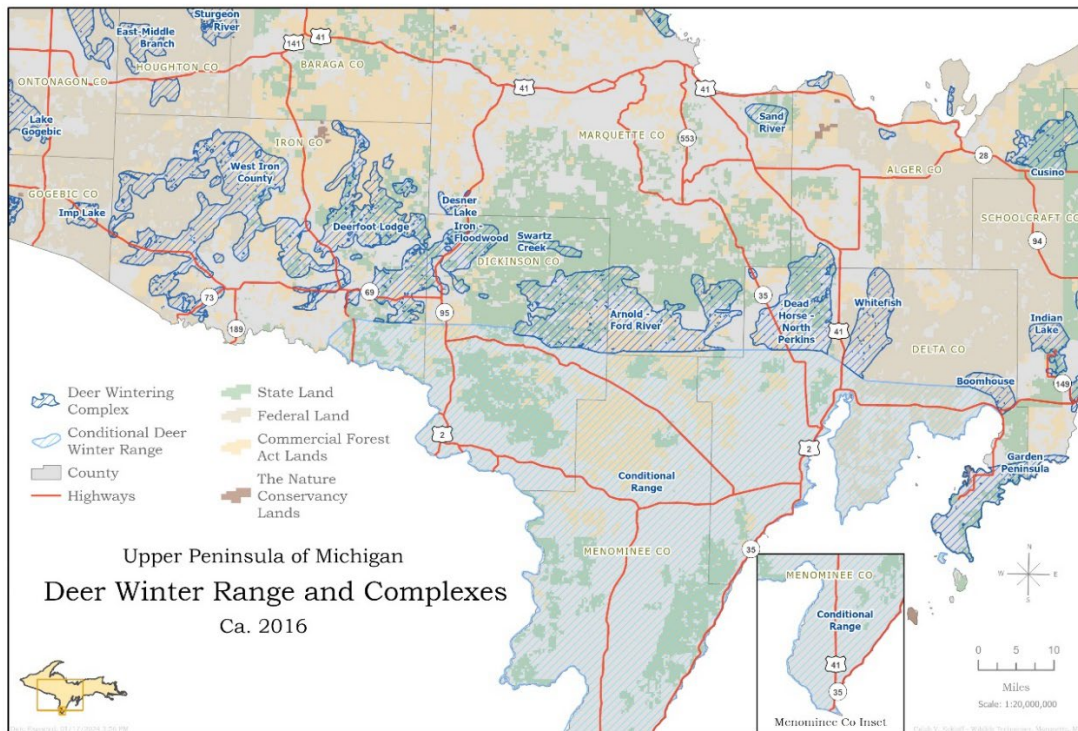 Sturgeon
River
East-Middle
Branch
141
41
HOUGHTON CO
BARAGA CO
ONTONAGON CO
41
41
Lake
Gogebic
MARQUETTE CO
Sand
River
553
IRON CO
28
West Iron
County
ALGER CO
Cusino
GOGEBIC CO
Imp Lake
Desner
Lake
Iron -
Floodwood
Deerfoot Lodge
Swartz
Creek
DICKINSON CO
SCHOOLCRAFT CO
94
73
69
95
35
Arnold -
Ford River
Dead
Horse -
North
Perkins
Whitefish
189
41
Indian
Lake
DELTA CO
149
Boomhouse
Deer Wintering
Complex
Conditional Deer
Winter Range
County
Highways
State Land
Federal Land
Commercial Forest
Act Lands
The Nature
Conservancy
Lands
2
2
Conditional
Range
Garden
Peninsula
MENOMINEE CO
35
Upper Peninsula of Michigan
Deer Winter Range and Complexes
Ca. 2016
MENOMINEE CO
Conditional
Range
41
35
Menominee Co Inset
N
W
E
S
0 5 10
Miles
Scale: 1:20,000,000